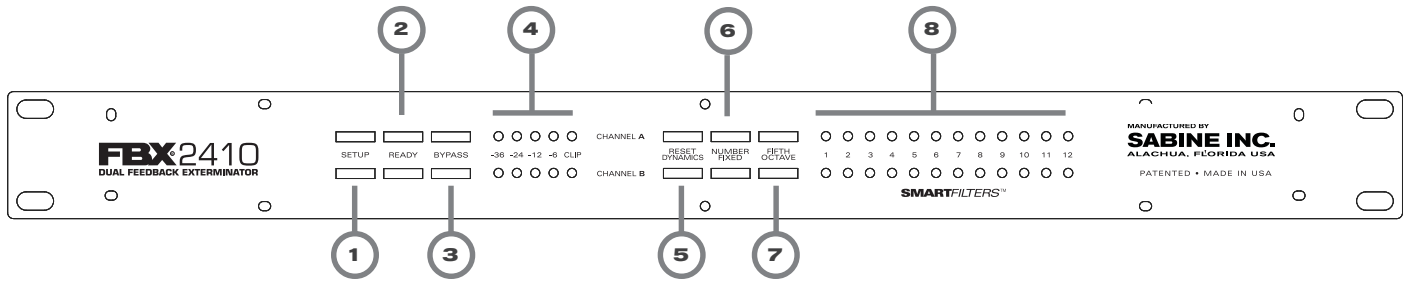 2
4
6
8
FBX®2410
DUAL FEEDBACK EXTERMINATOR
SETUP READY BYPASS
-36 -24 -12 -6 CLIP
CHANNEL A
CHANNEL B
RESET DYNAMICS
NUMBER FIXED
FIFTH OCTAVE
1 2 3 4 5 6 7 8 9 10 11 12
SMARTFILTERS™
MANUFACTURED BY
SABINE INC.
ALACHUA, FLORIDA USA
PATENTED • MADE IN USA
1
3
5
7